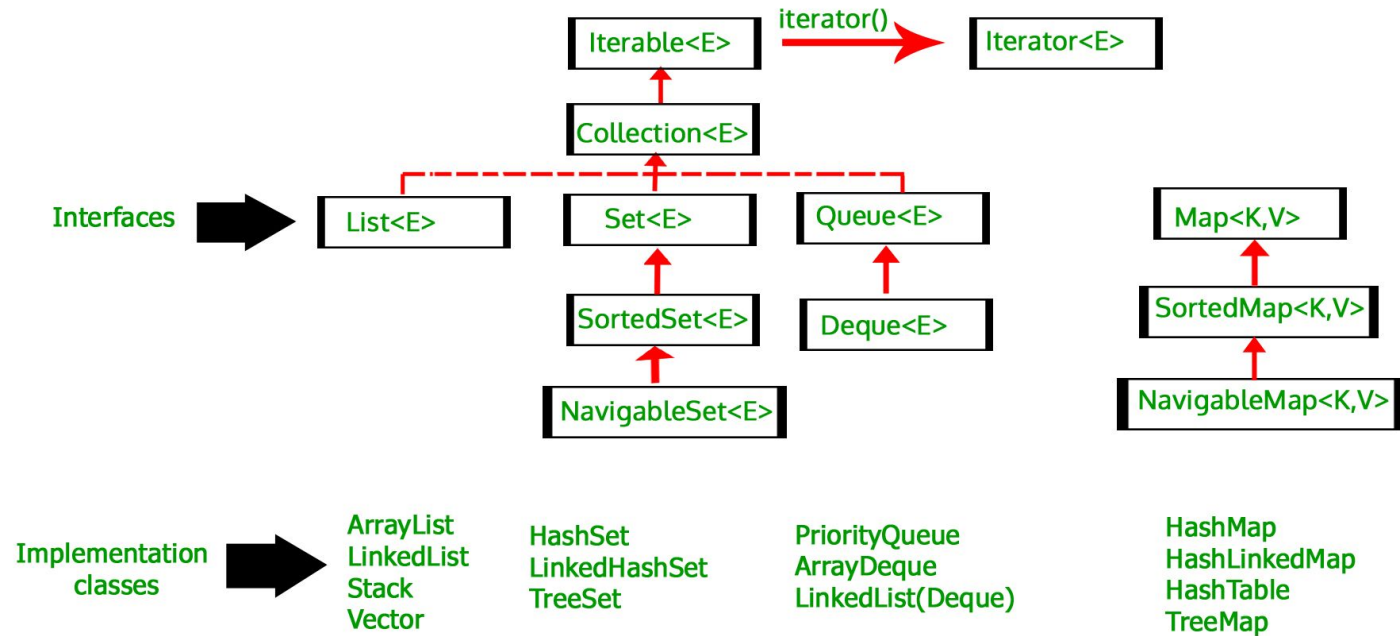 iterator()
Iterable<E>
Iterator<E>
Collection<E>
Interfaces
List<E>
Set<E>
Queue<E>
Map<K,V>
SortedSet<E>
Deque<E>
SortedMap<K,V>
NavigableSet<E>
NavigableMap<K,V>
Implementation
classes
ArrayList
LinkedList
Stack
Vector
HashSet
LinkedHashSet
TreeSet
PriorityQueue
ArrayDeque
LinkedList(Deque)
HashMap
HashLinkedMap
HashTable
TreeMap